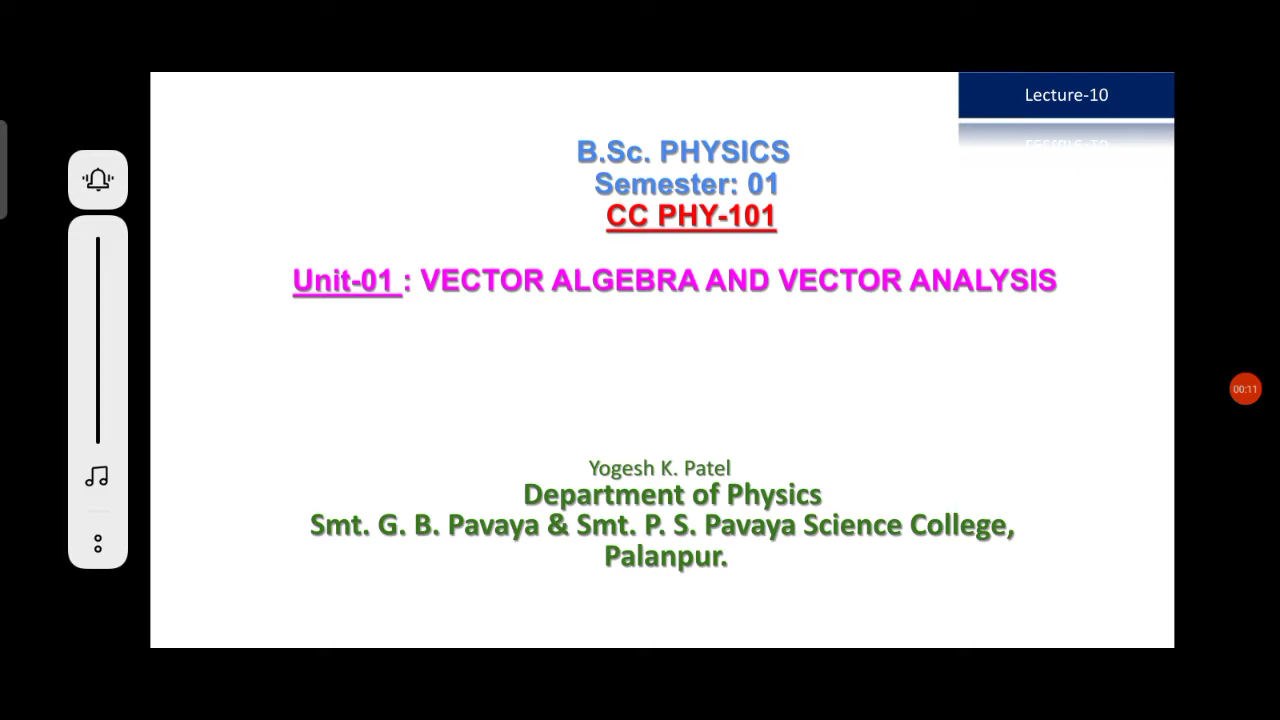 Lecture-10
B.Sc. PHYSICS
Semester: 01
CC PHY-101
Unit-01 : VECTOR ALGEBRA AND VECTOR ANALYSIS
00:11
Yogesh K. Patel
Department of Physics
Smt. G. B. Pavaya & Smt. P. S. Pavaya Science College,
Palanpur.